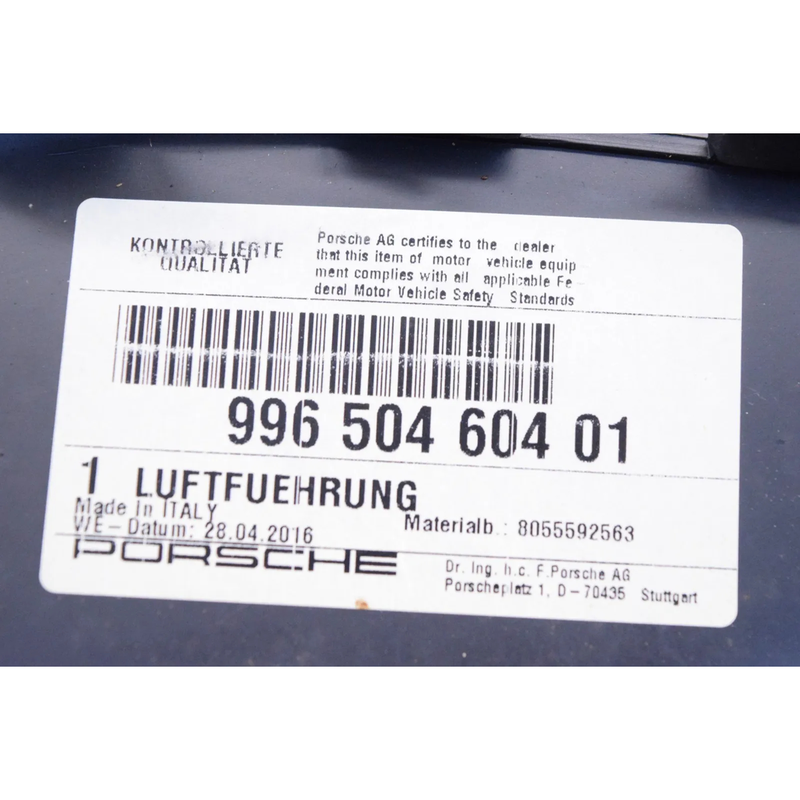 KONTROLLIERTE
QUALITÄT
Porsche AG certifies to the dealer
that this item of motor vehicle equip
ment complies with all applicable Fe-
deral Motor Vehicle Safety Standards
996 504 604 01
1 LUFTFUEHRUNG
Made in ITALY
WE-Datum: 28.04.2016
Materialb.: 8055592563
PORSCHE
Dr. Ing. h.c. F.Porsche AG
Porscheplatz 1, D-70435 Stuttgart